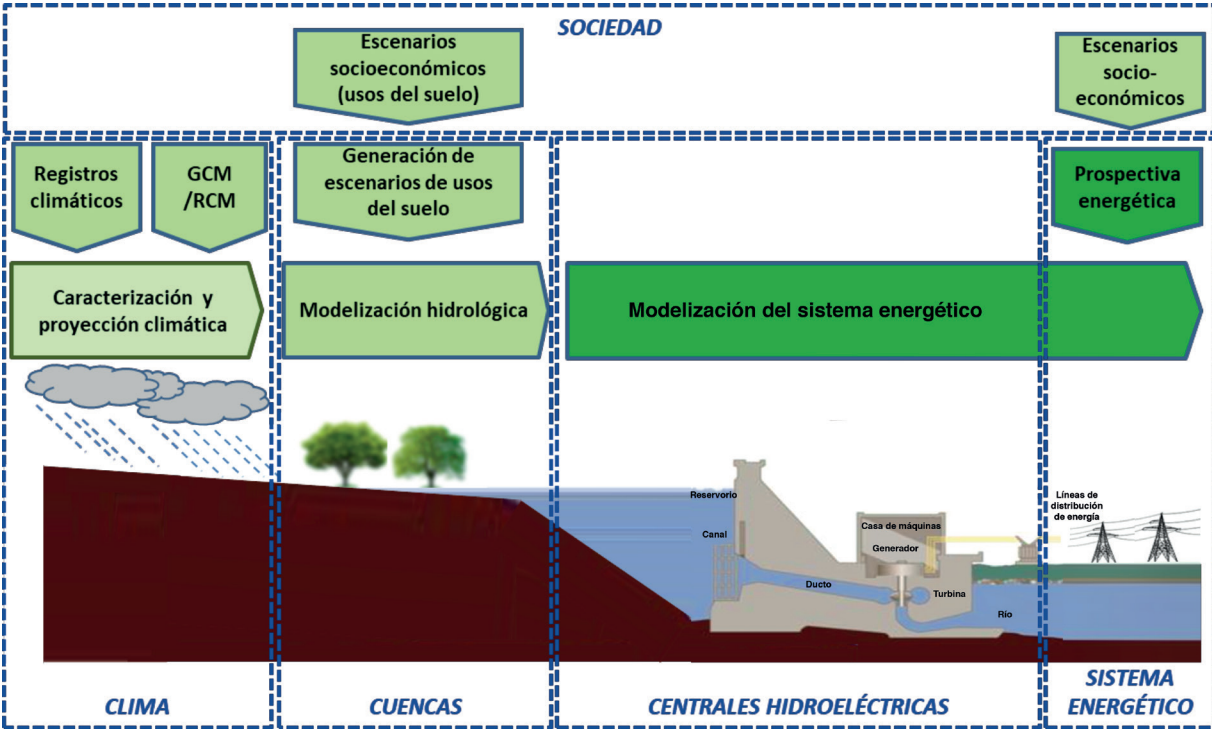 SOCIEDAD
Escenarios
socioeconómicos
(usos del suelo)
Escenarios
socio-
económicos
Registros
climáticos
GCM
/RCM
Generación de
escenarios de usos
del suelo
Prospectiva
energética
Caracterización y
proyección climática
Modelización hidrológica
Modelización del sistema energético
Reservorio
Canal
Ducto
Casa de máquinas
Generador
Turbina
Río
Líneas de
distribución
de energía
CLIMA
CUENCAS
CENTRALES HIDROELÉCTRICAS
SISTEMA
ENERGÉTICO